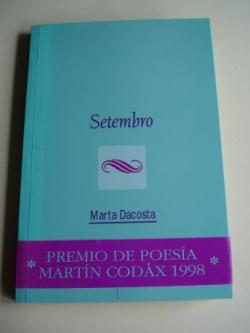 Setembro
Marta Dacosta
* PREMIO DE POESÍA
MARTÍN CODÁX 1998 *